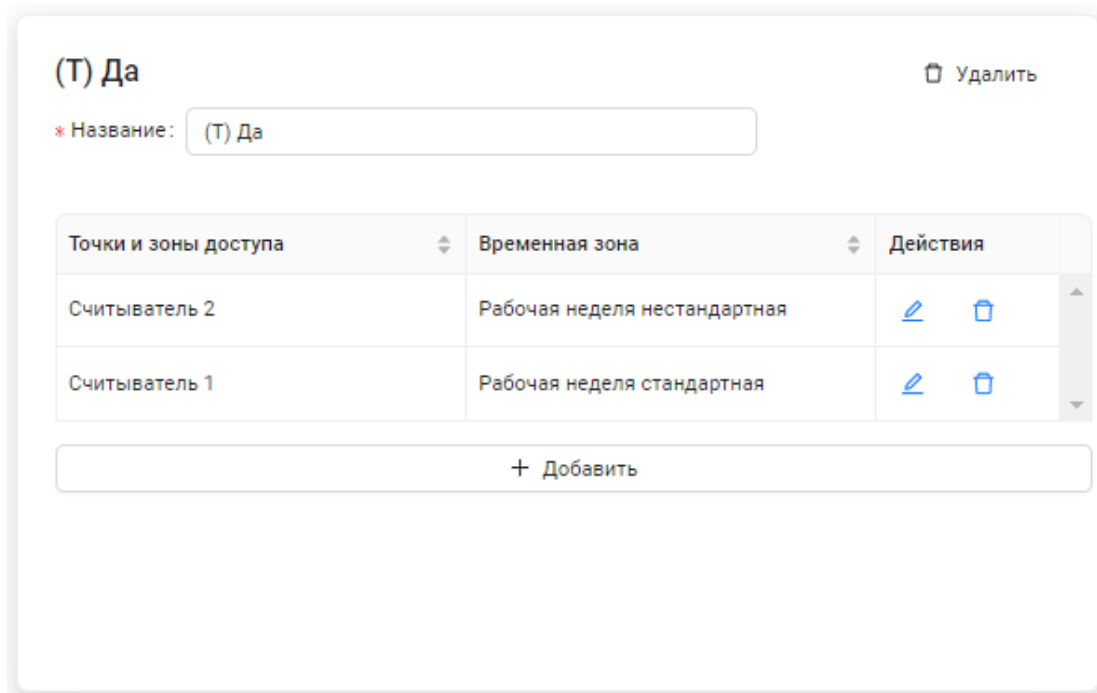 (Т) Да
Удалить
* Название: (Т) Да
Точки и зоны доступа Временная зона Действия
Считыватель 2 Рабочая неделя нестандартная
Считыватель 1 Рабочая неделя стандартная
+ Добавить